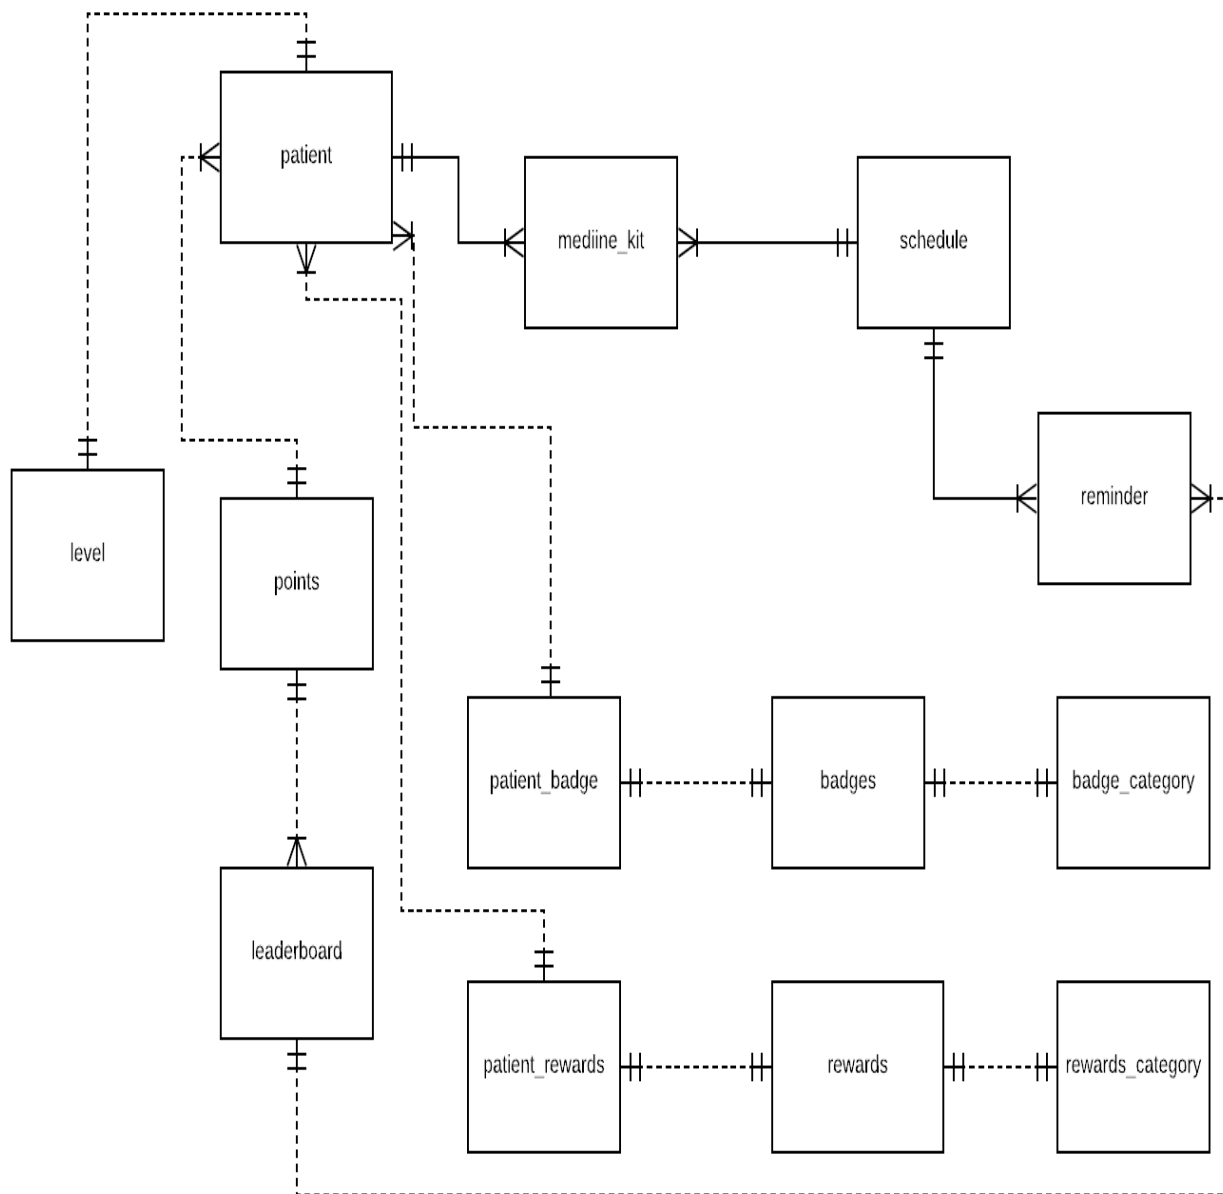 patient
mediine_kit
schedule
reminder
level
points
patient_badge
badges
badge_category
leaderboard
patient_rewards
rewards
rewards_category